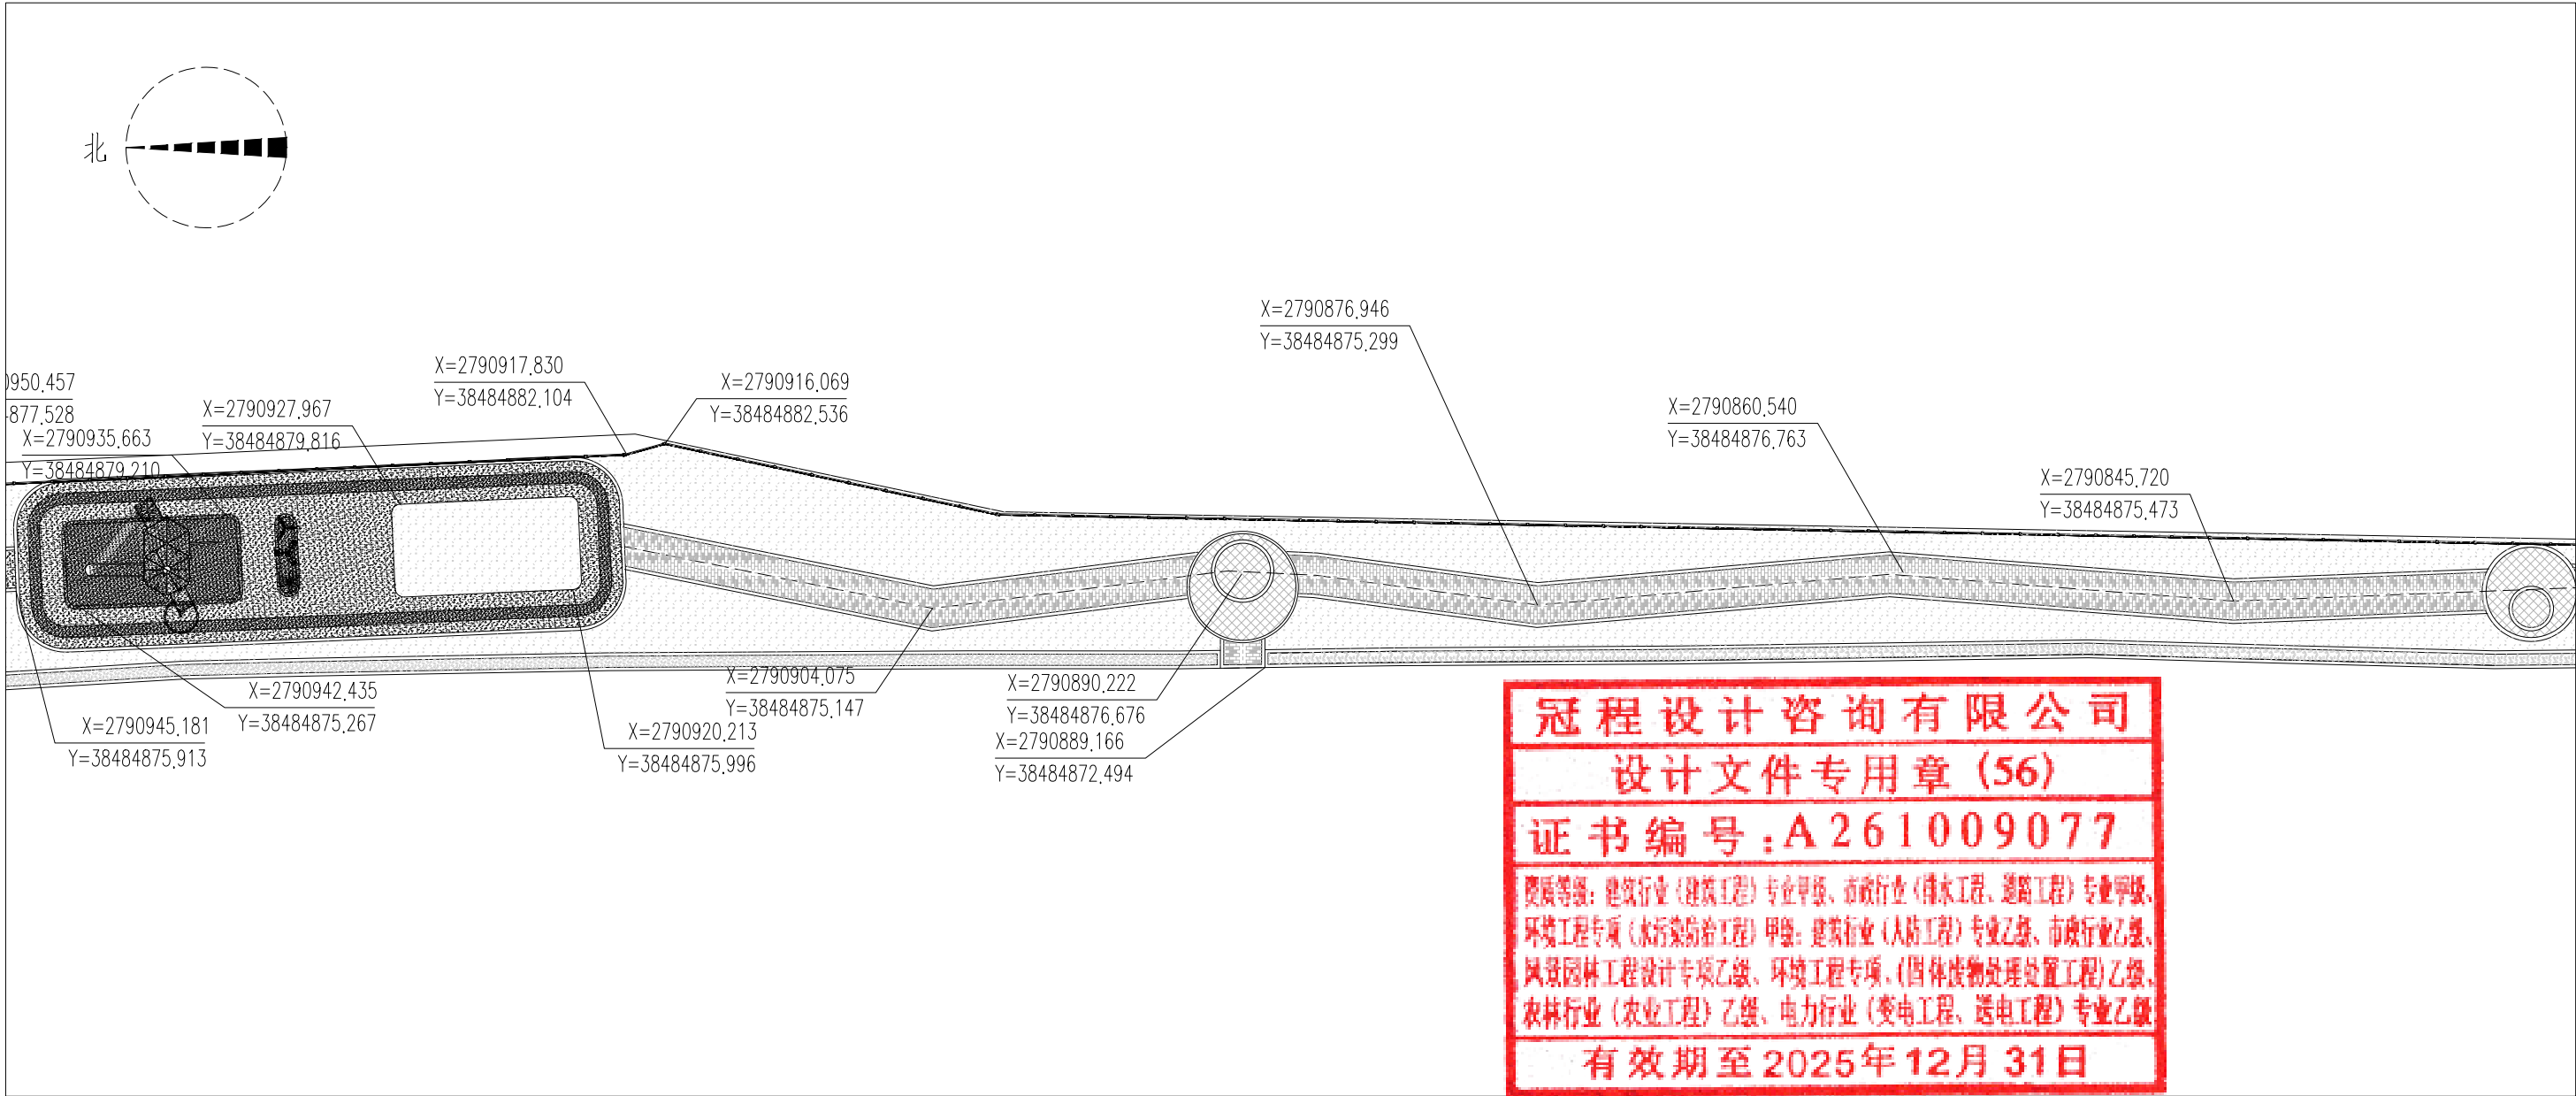 北
X=2790876.946
Y=38484875.299
X=2790917.830
Y=38484882.104
X=2790916.069
Y=38484882.536
0950.457
877.528
X=2790927.967
Y=38484879.816
X=2790935.663
Y=38484879.210
X=2790860.540
Y=38484876.763
X=2790845.720
Y=38484875.473
X=2790942.435
Y=38484875.267
X=2790945.181
Y=38484875.913
X=2790904.075
Y=38484875.147
X=2790920.213
Y=38484875.996
X=2790890.222
Y=38484876.676
X=2790889.166
Y=38484872.494
冠程设计咨询有限公司
设计文件专用章(56)
证书编号:A261009077
资质等级：建筑行业（建筑工程）专业甲级、市政行业（排水工程、道路工程）专业甲级、
环境工程专项（水污染防治工程）甲级；建筑行业（人防工程）专业乙级、市政行业乙级、
风景园林工程设计专项乙级、环境工程专项、(固体废物处理处置工程)乙级、
农林行业（农业工程）乙级、电力行业（变电工程、送电工程）专业乙级
有效期至2025年12月31日